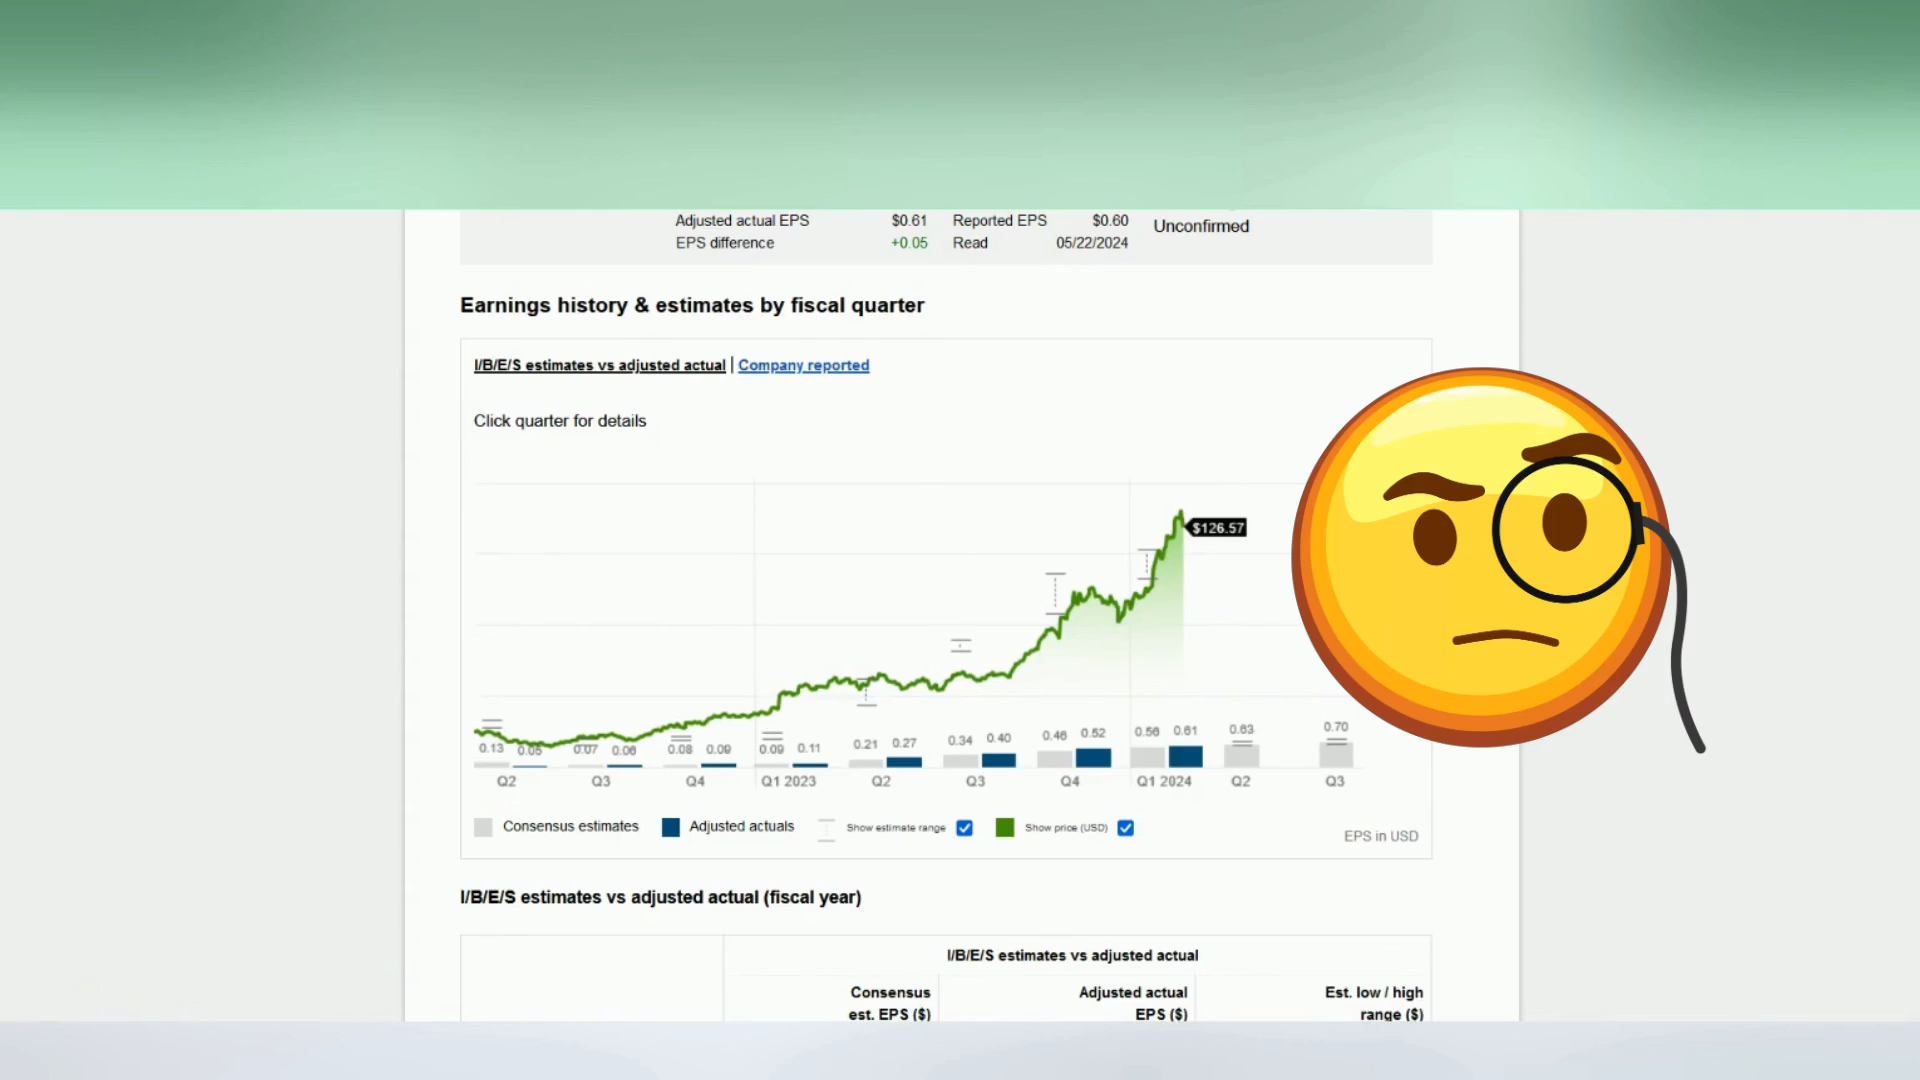 Adjusted actual EPS $0.61 Reported EPS $0.60 Unconfirmed
EPS difference +0.05 Read 05/22/2024
Earnings history & estimates by fiscal quarter
I/B/E/S estimates vs adjusted actual | Company reported
Click quarter for details
$126.57
0.13 0.05 0.07 0.06 0.08 0.09 0.09 0.11 0.21 0.27 0.34 0.40 0.46 0.52 0.56 0.61 0.63 0.70
Q2 Q3 Q4 Q1 2023 Q2 Q3 Q4 Q1 2024 Q2 Q3
Consensus estimates Adjusted actuals Show estimate range Show price (USD)
EPS in USD
I/B/E/S estimates vs adjusted actual (fiscal year)
I/B/E/S estimates vs adjusted actual
Consensus Adjusted actual Est. low / high
est. EPS ($) EPS ($) range ($)